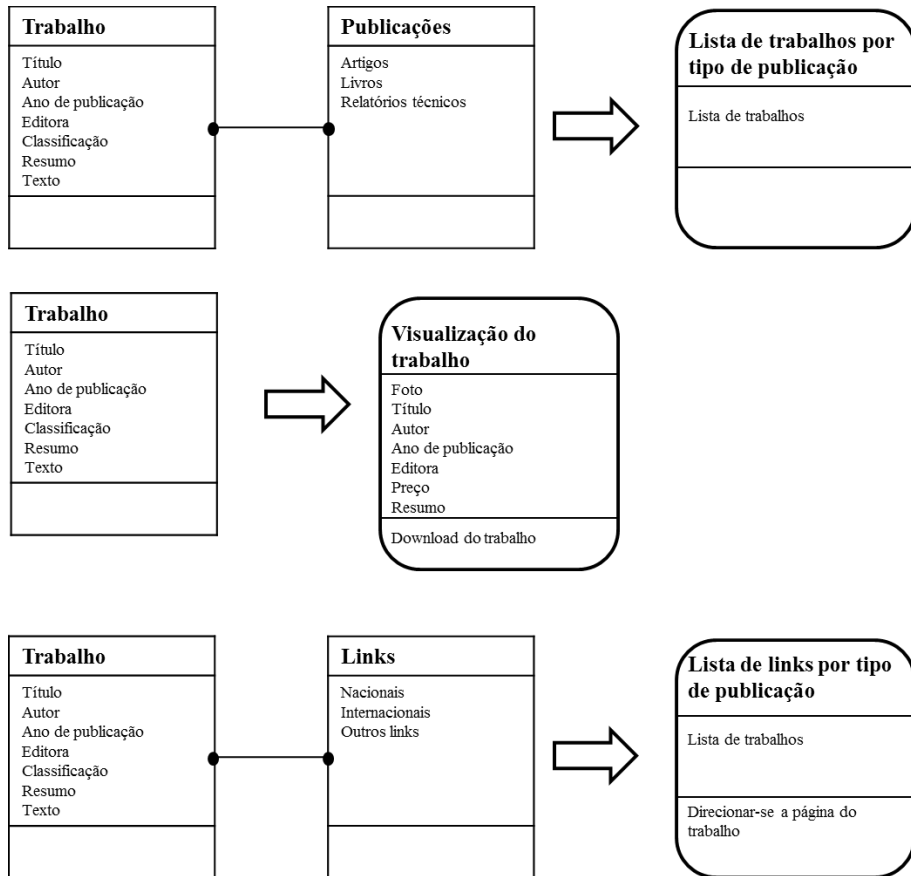 Trabalho
Título
Autor
Ano de publicação
Editora
Classificação
Resumo
Texto
Publicações
Artigos
Livros
Relatórios técnicos
Lista de trabalhos por
tipo de publicação
Lista de trabalhos
Trabalho
Título
Autor
Ano de publicação
Editora
Classificação
Resumo
Texto
Visualização do
trabalho
Foto
Título
Autor
Ano de publicação
Editora
Preço
Resumo
Download do trabalho
Trabalho
Título
Autor
Ano de publicação
Editora
Classificação
Resumo
Texto
Links
Nacionais
Internacionais
Outros links
Lista de links por tipo
de publicação
Lista de trabalhos
Direcionar-se a página do
trabalho